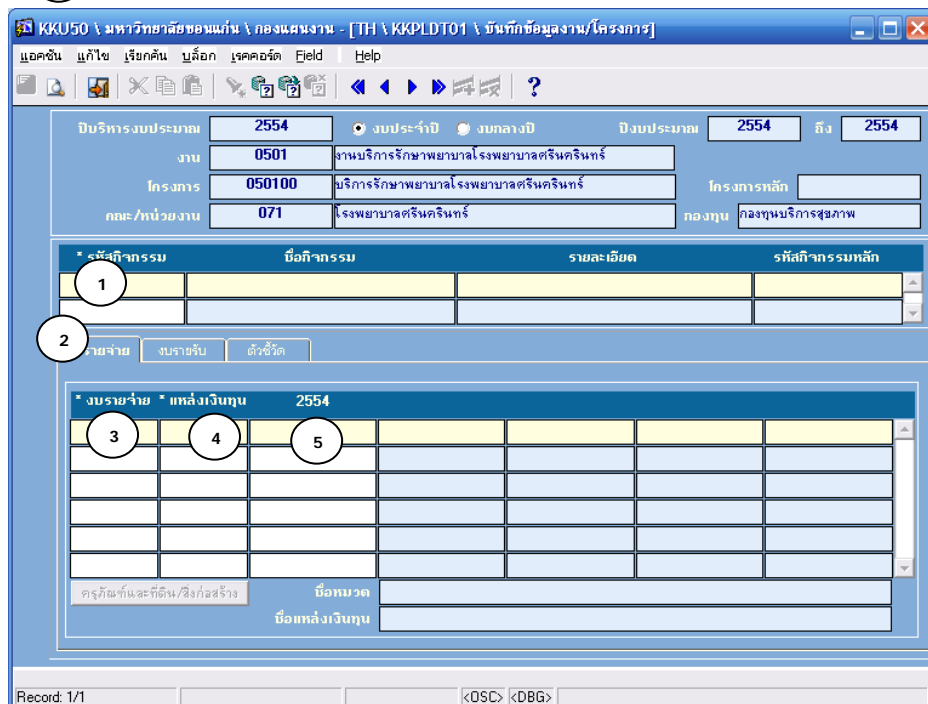 KKU50 \ มหาวิทยาลัยขอนแก่น \ กองแผนงาน - [TH \ KKPLDT01 \ บันทึกข้อมูลงาน/โครงการ]
แอคชัน แก้ไข เรียกค้น บล็อก เรคคอร์ด Field Help
ปีบริหารงบประมาณ 2554 งบประจำปี งบกลางปี ปีงบประมาณ 2554 ถึง 2554
งาน 0501 งานบริการรักษาพยาบาลโรงพยาบาลศรีนครินทร์
โครงการ 050100 บริการรักษาพยาบาลโรงพยาบาลศรีนครินทร์ โครงการหลัก
คณะ/หน่วยงาน 071 โรงพยาบาลศรีนครินทร์ กองทุน กองทุนบริการสุขภาพ
* รหัสกิจกรรม ชื่อกิจกรรม รายละเอียด รหัสกิจกรรมหลัก
1
2 รายจ่าย งบรายรับ ตัวชี้วัด
* งบรายจ่าย * แหล่งเงินทุน 2554
3 4 5
ครุภัณฑ์และที่ดิน/สิ่งก่อสร้าง ชื่อหมวด
ชื่อแหล่งเงินทุน
Record: 1/1 <OSC> <DBG>